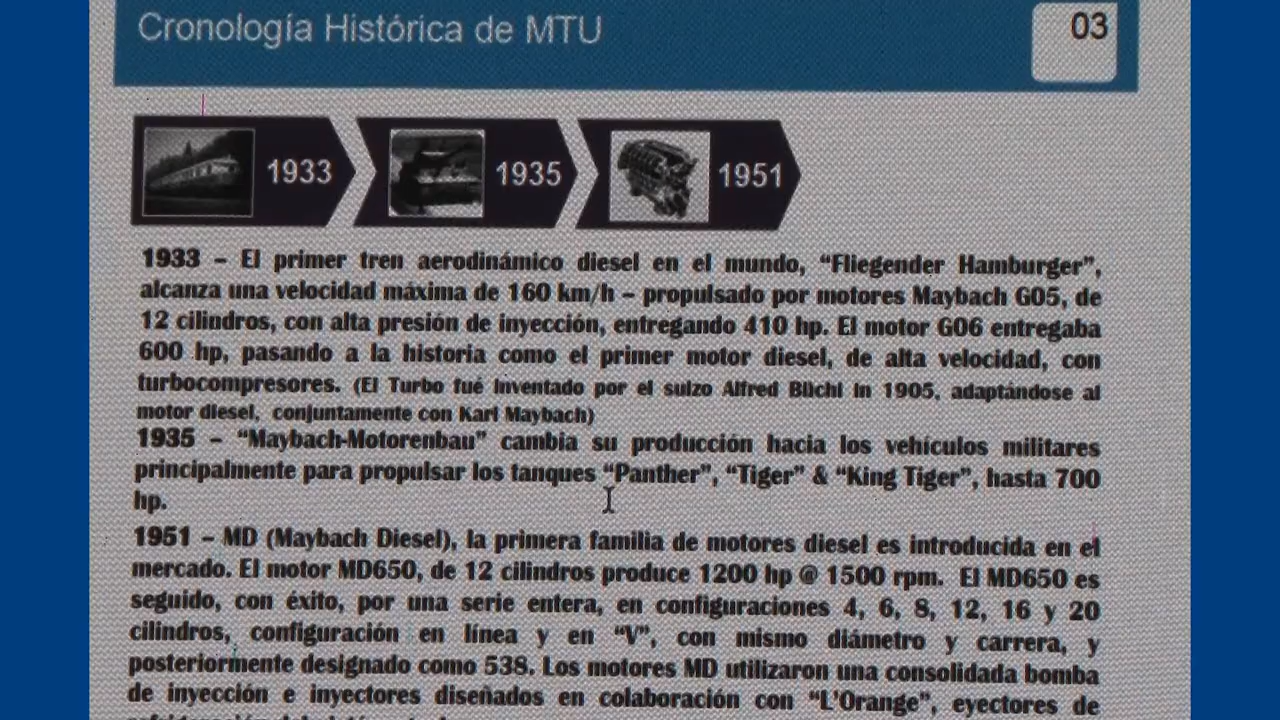 Cronología Histórica de MTU
03
1933
1935
1951
1933 – El primer tren aerodinámico diesel en el mundo, “Fliegender Hamburger”,
alcanza una velocidad máxima de 160 km/h – propulsado por motores Maybach GO5, de
12 cilindros, con alta presión de inyección, entregando 410 hp. El motor GO6 entregaba
600 hp, pasando a la historia como el primer motor diesel, de alta velocidad, con
turbocompresores. (El Turbo fué Inventado por el suizo Alfred Büchi in 1905, adaptándose al
motor diesel, conjuntamente con Karl Maybach)
1935 – “Maybach-Motorenbau” cambia su producción hacia los vehículos militares
principalmente para propulsar los tanques “Panther”, “Tiger” & “King Tiger”, hasta 700
hp.
1951 – MD (Maybach Diesel), la primera familia de motores diesel es introducida en el
mercado. El motor MD650, de 12 cilindros produce 1200 hp @ 1500 rpm. El MD650 es
seguido, con éxito, por una serie entera, en configuraciones 4, 6, 8, 12, 16 y 20
cilindros, configuración en línea y en “V”, con mismo diámetro y carrera, y
posteriormente designado como 538. Los motores MD utilizaron una consolidada bomba
de inyección e inyectores diseñados en colaboración con “L'Orange”, eyectores de